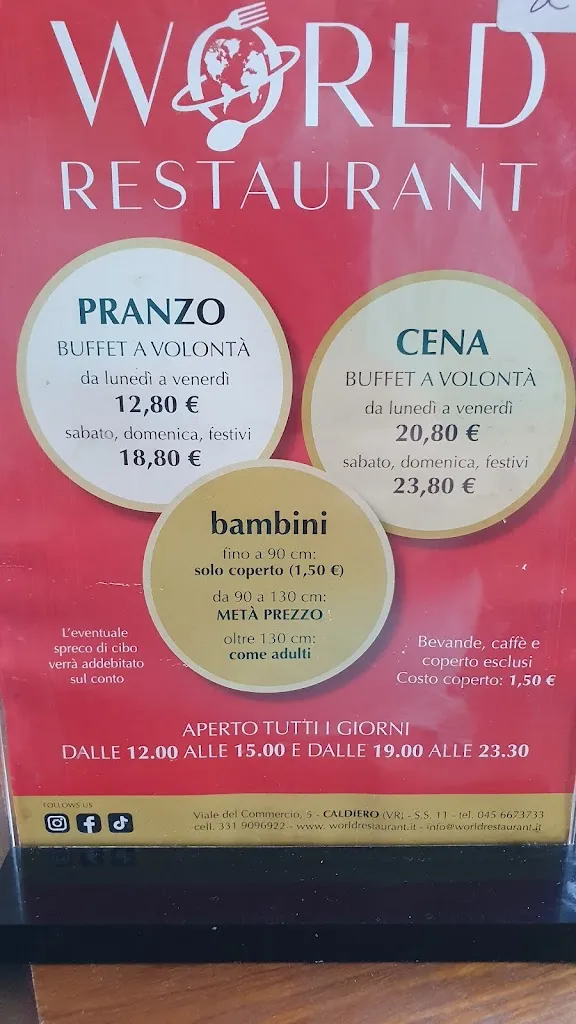 WORLD
RESTAURANT
PRANZO
BUFFET A VOLONTÀ
da lunedì a venerdì
12,80 €
sabato, domenica, festivi
18,80 €
CENA
BUFFET A VOLONTÀ
da lunedì a venerdì
20,80 €
sabato, domenica, festivi
23,80 €
bambini
fino a 90 cm:
solo coperto (1,50 €)
da 90 a 130 cm:
METÀ PREZZO
oltre 130 cm:
come adulti
L'eventuale
spreco di cibo
verrà addebitato
sul conto
Bevande, caffè e
coperto esclusi
Costo coperto: 1,50 €
APERTO TUTTI I GIORNI
DALLE 12.00 ALLE 15.00 E DALLE 19.00 ALLE 23.30
FOLLOWS US
Viale del Commercio, 5 - CALDIERO (VR) - S.S. 11 - tel. 045 6673733
cell. 331 9096922 - www. worldrestaurant.it - info@worldrestaurant.it